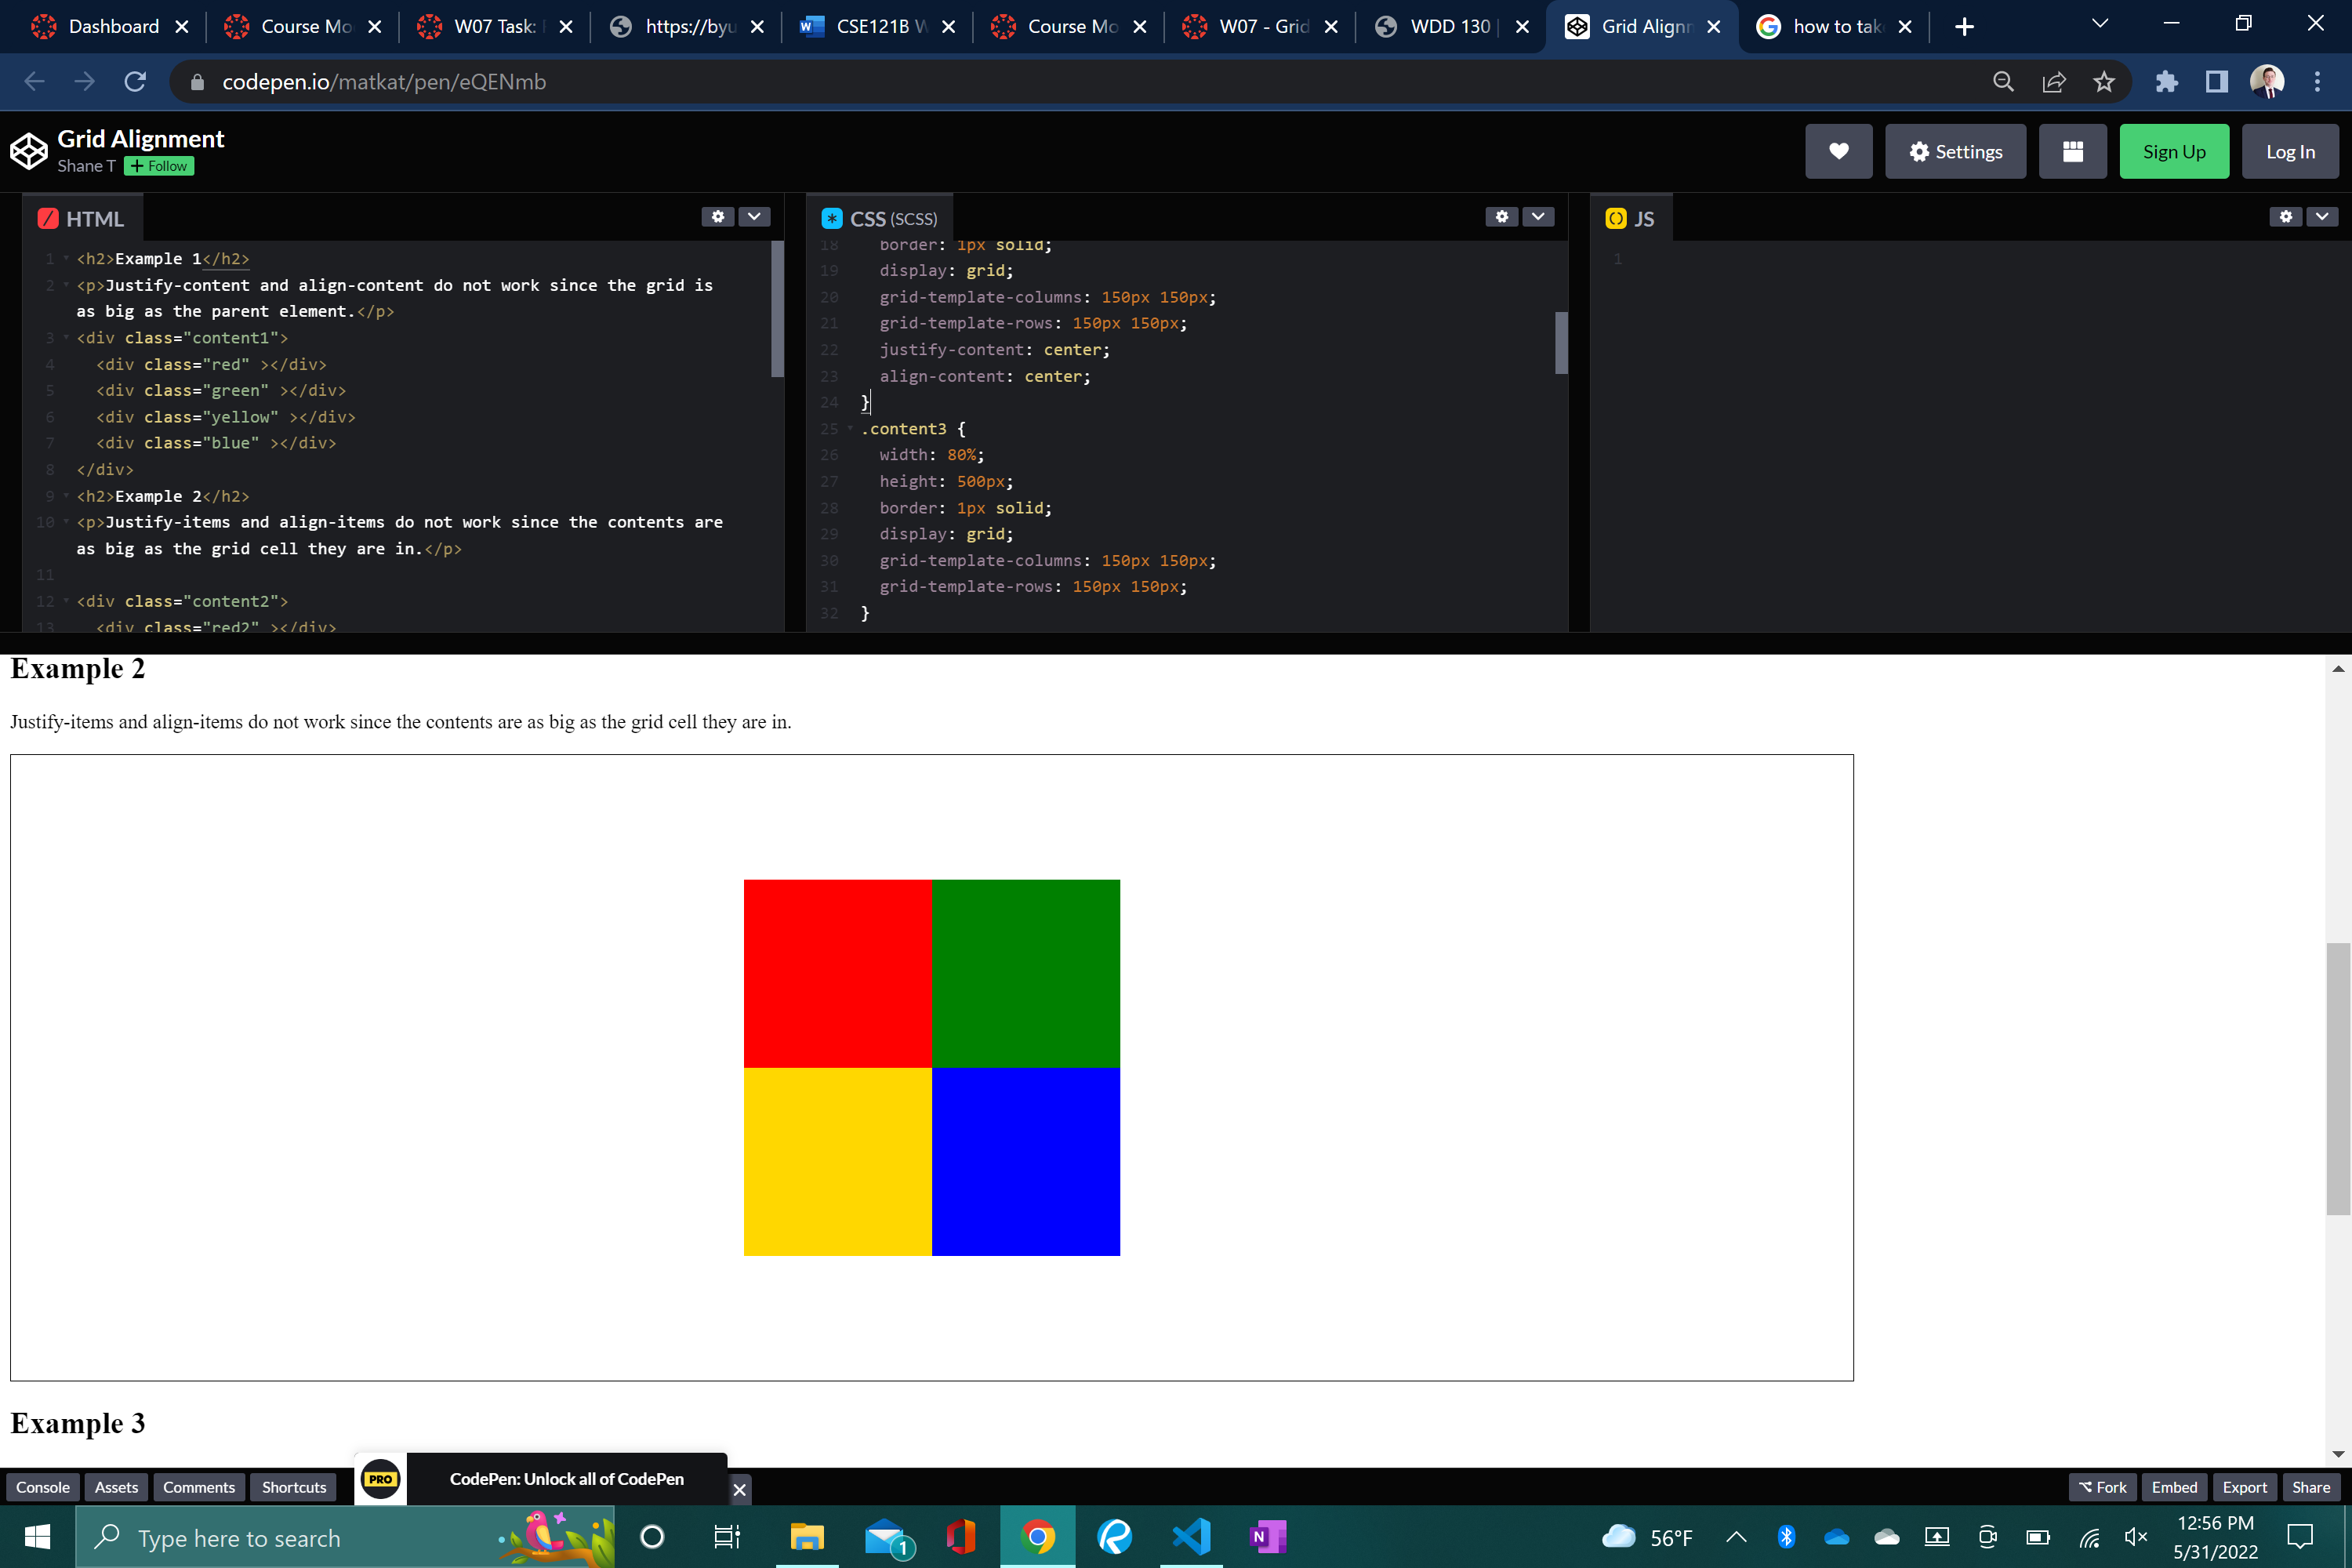 Dashboard
Course Mo
W07 Task:
https://byu
CSE121B W
Course Mo
W07 - Grid
WDD 130 |
Grid Alignm
how to tak
codepen.io/matkat/pen/eQENmb
Grid Alignment
Shane T + Follow
Settings
Sign Up
Log In
HTML
1 <h2>Example 1</h2>
2 <p>Justify-content and align-content do not work since the grid is
as big as the parent element.</p>
3 <div class="content1">
4 <div class="red" ></div>
5 <div class="green" ></div>
6 <div class="yellow" ></div>
7 <div class="blue" ></div>
8 </div>
9 <h2>Example 2</h2>
10 <p>Justify-items and align-items do not work since the contents are
as big as the grid cell they are in.</p>
11
12 <div class="content2">
13 <div class="red2" ></div>
CSS (SCSS)
18 border: 1px solid;
19 display: grid;
20 grid-template-columns: 150px 150px;
21 grid-template-rows: 150px 150px;
22 justify-content: center;
23 align-content: center;
24 }
25 .content3 {
26 width: 80%;
27 height: 500px;
28 border: 1px solid;
29 display: grid;
30 grid-template-columns: 150px 150px;
31 grid-template-rows: 150px 150px;
32 }
JS
1
Example 2
Justify-items and align-items do not work since the contents are as big as the grid cell they are in.
Example 3
Console
Assets
Comments
Shortcuts
PRO
CodePen: Unlock all of CodePen
Fork
Embed
Export
Share
Type here to search
1
N
56°F
12:56 PM
5/31/2022